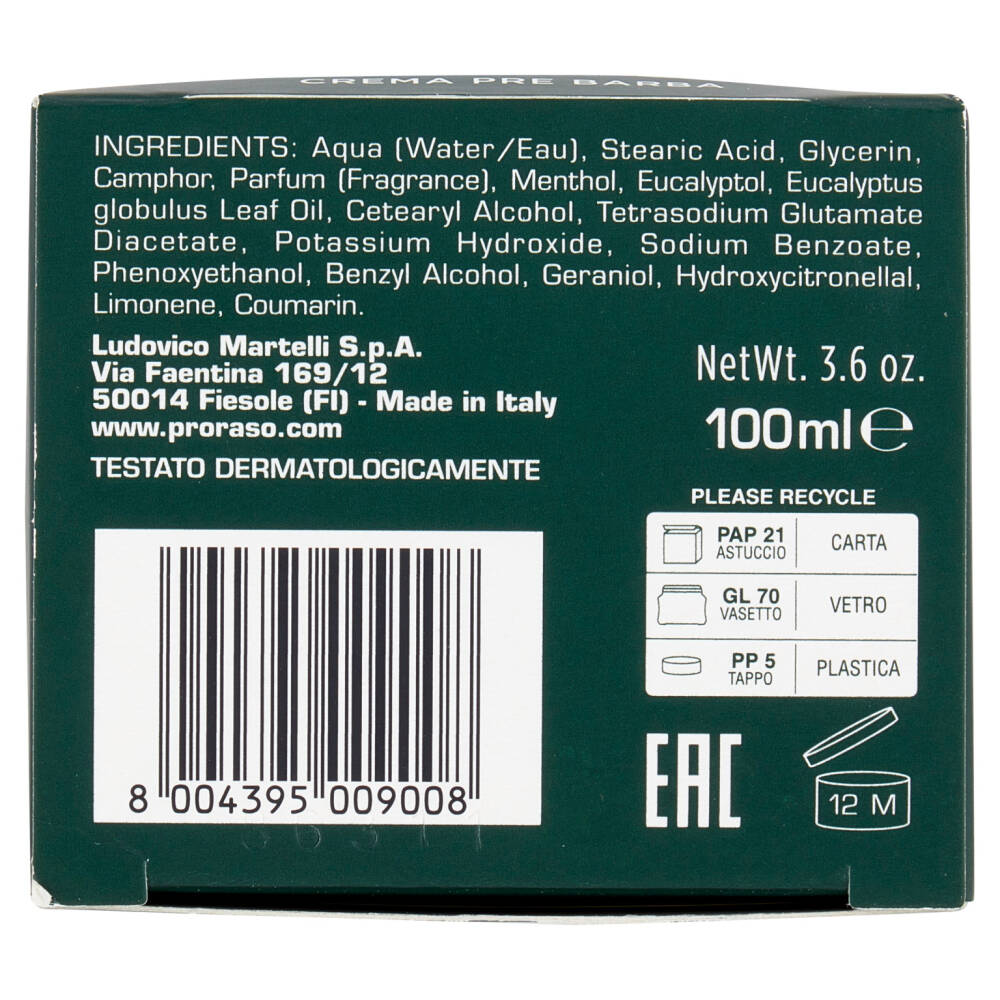 CREMA PRE BARBA
INGREDIENTS: Aqua (Water/Eau), Stearic Acid, Glycerin,
Camphor, Parfum (Fragrance), Menthol, Eucalyptol, Eucalyptus
globulus Leaf Oil, Cetearyl Alcohol, Tetrasodium Glutamate
Diacetate, Potassium Hydroxide, Sodium Benzoate,
Phenoxyethanol, Benzyl Alcohol, Geraniol, Hydroxycitronellal,
Limonene, Coumarin.
Ludovico Martelli S.p.A.
Via Faentina 169/12
50014 Fiesole (FI) - Made in Italy
www.proraso.com
TESTATO DERMATOLOGICAMENTE
NetWt. 3.6 oz.
100ml e
PLEASE RECYCLE
PAP 21
ASTUCCIO
CARTA
GL 70
VASETTO
VETRO
PP 5
TAPPO
PLASTICA
8 004395 009008
EAC
12 M